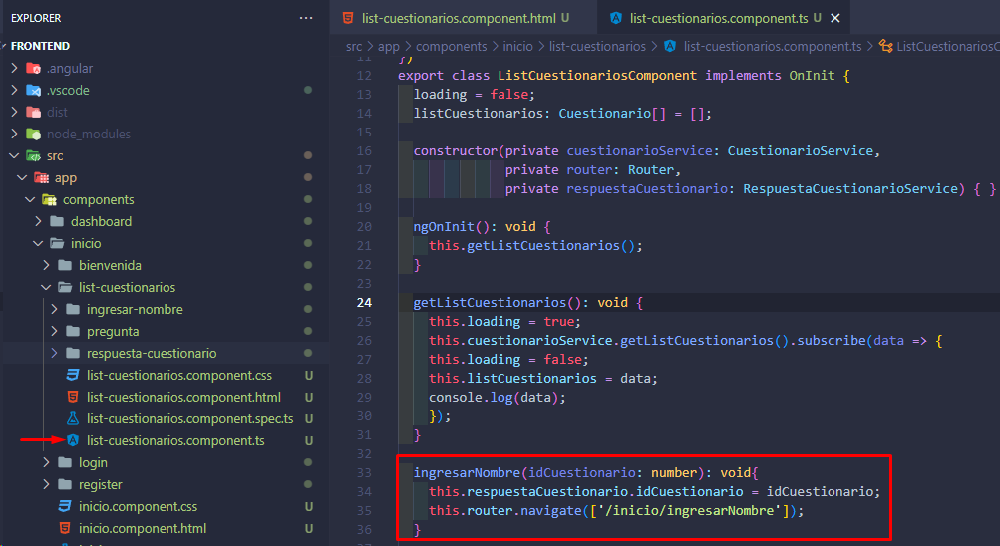 EXPLORER ...
FRONTEND
.angular
.vscode
dist
node_modules
src
app
components
dashboard
inicio
bienvenida
list-cuestionarios
ingresar-nombre
pregunta
respuesta-cuestionario
list-cuestionarios.component.css U
list-cuestionarios.component.html U
list-cuestionarios.component.spec.ts U
list-cuestionarios.component.ts U
login
register
inicio.component.css U
inicio.component.html U
list-cuestionarios.component.html U
list-cuestionarios.component.ts U
src > app > components > inicio > list-cuestionarios > list-cuestionarios.component.ts > ListCuestionariosC
11 })
12 export class ListCuestionariosComponent implements OnInit {
13 loading = false;
14 listCuestionarios: Cuestionario[] = [];
15
16 constructor(private cuestionarioService: CuestionarioService,
17 private router: Router,
18 private respuestaCuestionario: RespuestaCuestionarioService) { }
19
20 ngOnInit(): void {
21 this.getListCuestionarios();
22 }
23
24 getListCuestionarios(): void {
25 this.loading = true;
26 this.cuestionarioService.getListCuestionarios().subscribe(data => {
27 this.loading = false;
28 this.listCuestionarios = data;
29 console.log(data);
30 });
31 }
32
33 ingresarNombre(idCuestionario: number): void{
34 this.respuestaCuestionario.idCuestionario = idCuestionario;
35 this.router.navigate(['/inicio/ingresarNombre']);
36 }